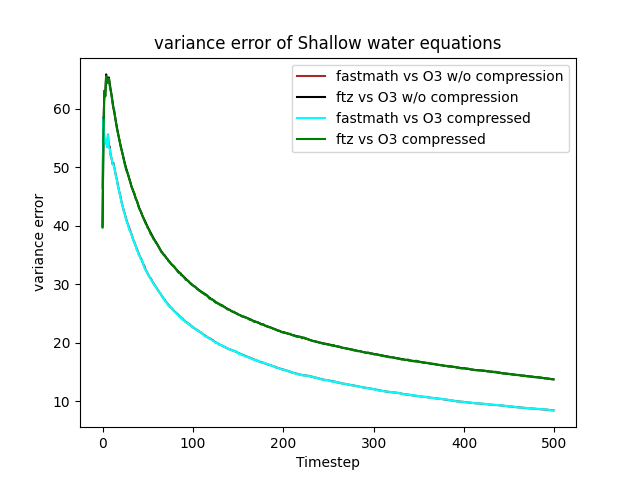 variance error of Shallow water equations
fastmath vs O3 w/o compression
ftz vs O3 w/o compression
fastmath vs O3 compressed
ftz vs O3 compressed
variance error
60
50
40
30
20
10
0 100 200 300 400 500
Timestep